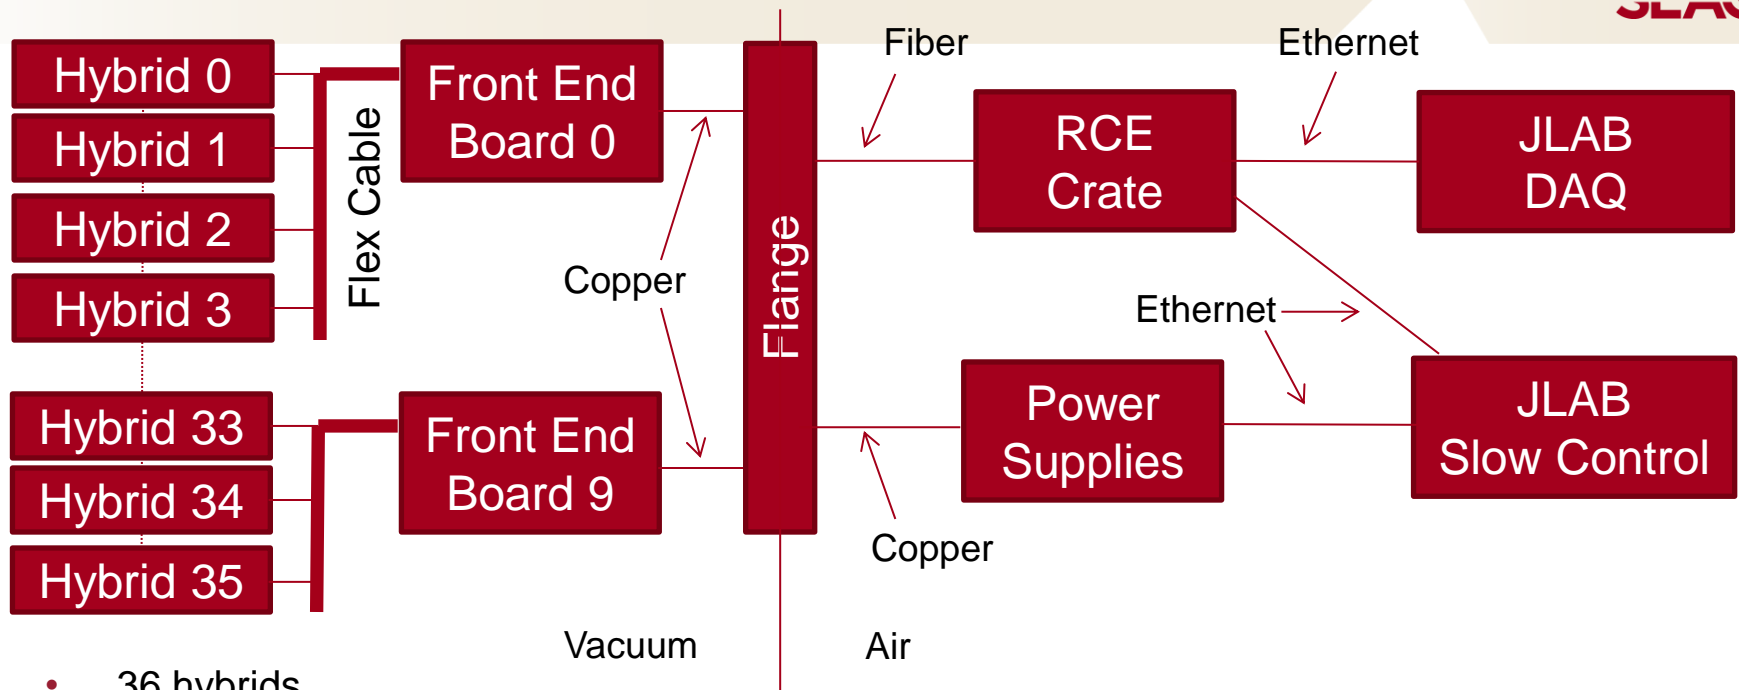 SLAC
Fiber
Ethernet
Hybrid 0
Hybrid 1
Hybrid 2
Hybrid 3
Flex Cable
Front End
Board 0
Copper
Flange
RCE
Crate
JLAB
DAQ
Ethernet
Hybrid 33
Hybrid 34
Hybrid 35
Front End
Board 9
Power
Supplies
JLAB
Slow Control
Copper
Vacuum
Air
• 36 hybrids